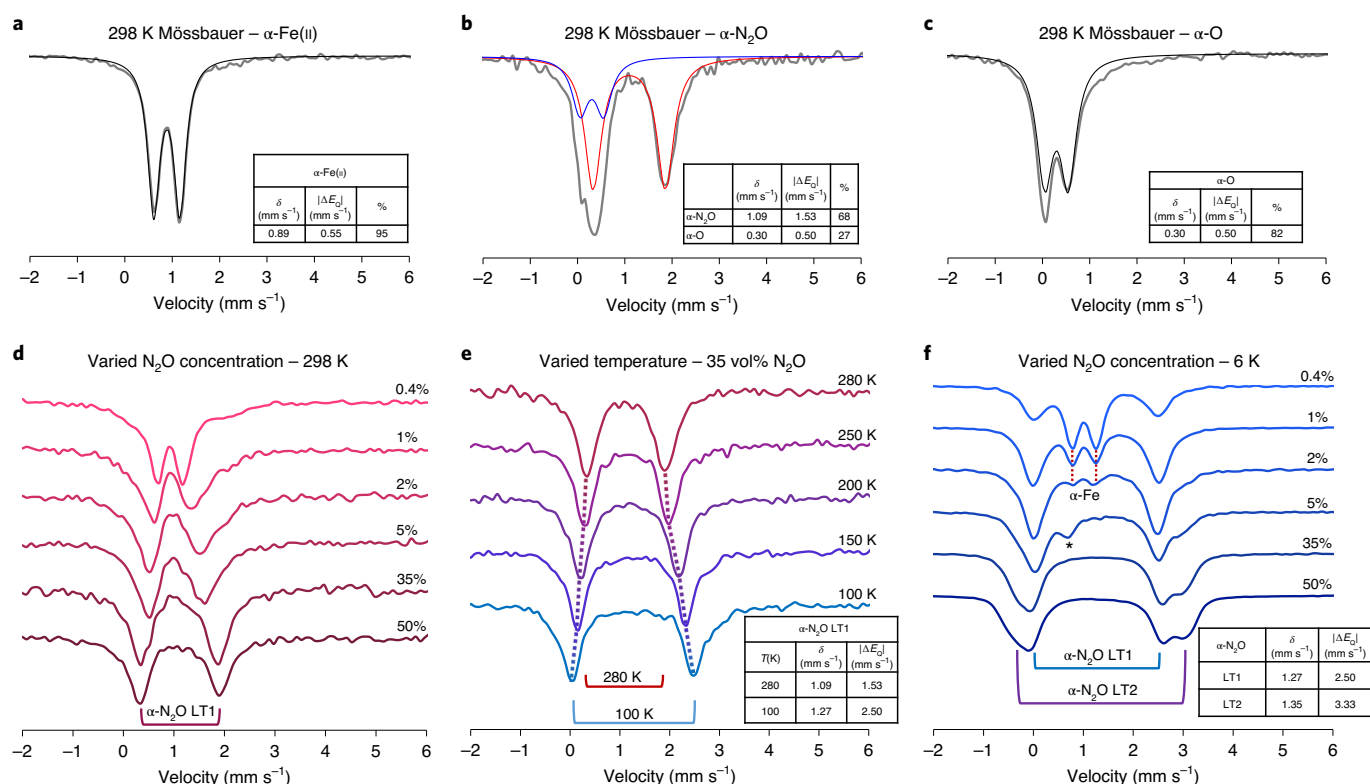 a
298 K Mössbauer – α-Fe(II)
α-Fe(II)
δ (mm s⁻¹) |ΔE_Q| (mm s⁻¹) %
0.89 0.55 95
–2 –1 0 1 2 3 4 5 6
Velocity (mm s⁻¹)
b
298 K Mössbauer – α-N₂O
δ (mm s⁻¹) |ΔE_Q| (mm s⁻¹) %
α-N₂O 1.09 1.53 68
α-O 0.30 0.50 27
–2 –1 0 1 2 3 4 5 6
Velocity (mm s⁻¹)
c
298 K Mössbauer – α-O
α-O
δ (mm s⁻¹) |ΔE_Q| (mm s⁻¹) %
0.30 0.50 82
–2 –1 0 1 2 3 4 5 6
Velocity (mm s⁻¹)
d
Varied N₂O concentration – 298 K
0.4%
1%
2%
5%
35%
50%
α-N₂O LT1
–2 –1 0 1 2 3 4 5 6
Velocity (mm s⁻¹)
e
Varied temperature – 35 vol% N₂O
280 K
250 K
200 K
150 K
100 K
280 K
100 K
α-N₂O LT1
T(K) δ (mm s⁻¹) |ΔE_Q| (mm s⁻¹)
280 1.09 1.53
100 1.27 2.50
–2 –1 0 1 2 3 4 5 6
Velocity (mm s⁻¹)
f
Varied N₂O concentration – 6 K
0.4%
1%
2%
α-Fe
5%
*
35%
50%
α-N₂O LT1
α-N₂O LT2
α-N₂O δ (mm s⁻¹) |ΔE_Q| (mm s⁻¹)
LT1 1.27 2.50
LT2 1.35 3.33
–2 –1 0 1 2 3 4 5 6
Velocity (mm s⁻¹)